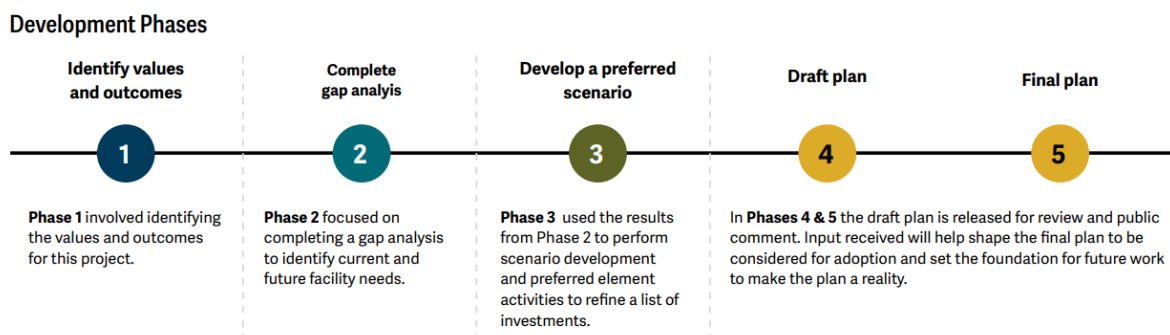 Development Phases
Identify values
and outcomes
Complete
gap analyis
Develop a preferred
scenario
Draft plan
Final plan
1
2
3
4
5
Phase 1 involved identifying
the values and outcomes
for this project.
Phase 2 focused on
completing a gap analysis
to identify current and
future facility needs.
Phase 3 used the results
from Phase 2 to perform
scenario development
and preferred element
activities to refine a list of
investments.
In Phases 4 & 5 the draft plan is released for review and public
comment. Input received will help shape the final plan to be
considered for adoption and set the foundation for future work
to make the plan a reality.